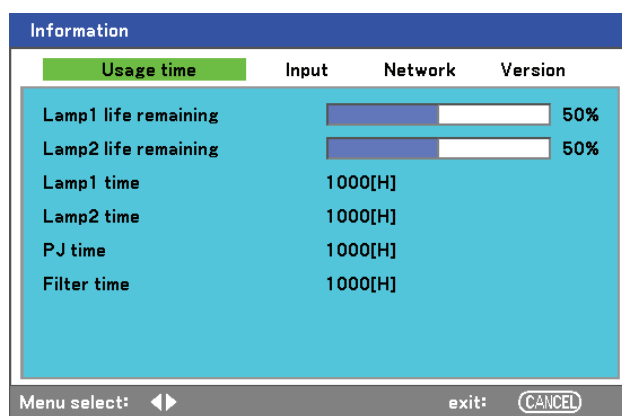 Information
Usage time Input Network Version
Lamp1 life remaining 50%
Lamp2 life remaining 50%
Lamp1 time 1000[H]
Lamp2 time 1000[H]
PJ time 1000[H]
Filter time 1000[H]
Menu select: ◀▶ exit: CANCEL